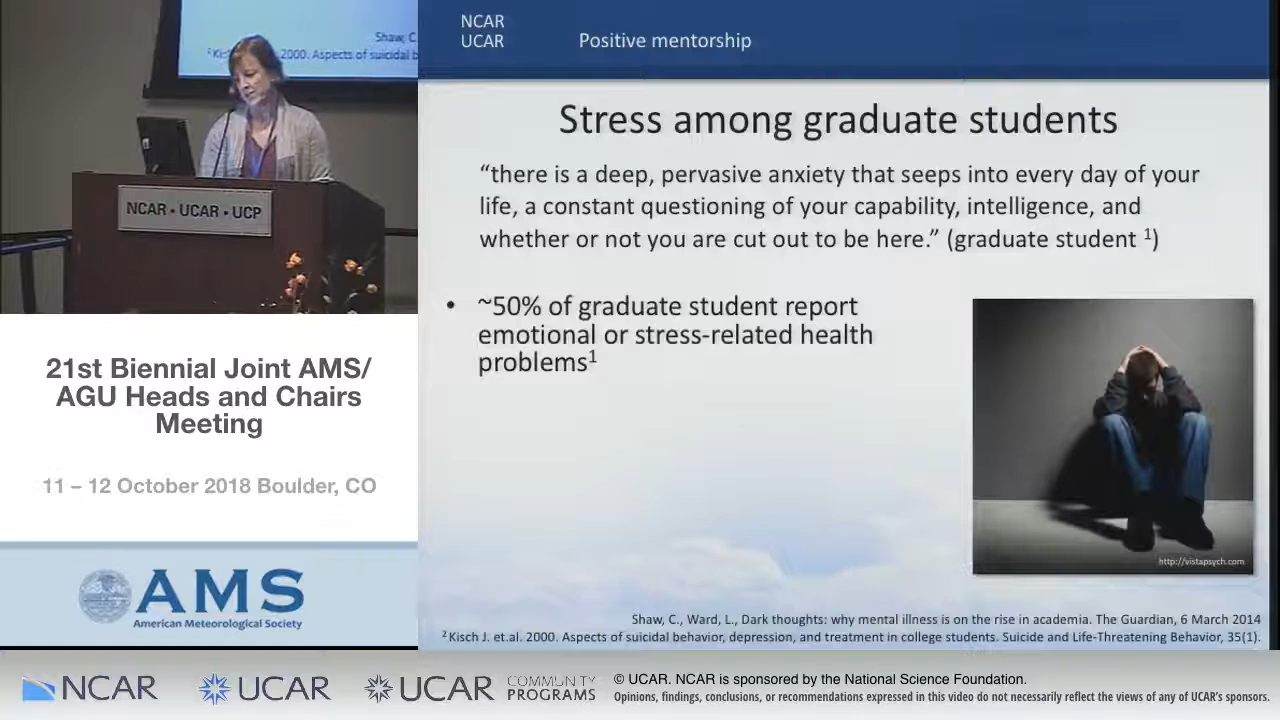 Shaw, C
2000. Aspects of suicidal b
NCAR • UCAR • UCP
21st Biennial Joint AMS/
AGU Heads and Chairs
Meeting
11 – 12 October 2018 Boulder, CO
AMS
American Meteorological Society
NCAR
UCAR
Positive mentorship
Stress among graduate students
“there is a deep, pervasive anxiety that seeps into every day of your
life, a constant questioning of your capability, intelligence, and
whether or not you are cut out to be here.” (graduate student ¹)
• ~50% of graduate student report
emotional or stress-related health
problems¹
http://vistapsych.com
Shaw, C., Ward, L., Dark thoughts: why mental illness is on the rise in academia. The Guardian, 6 March 2014
² Kisch J. et.al. 2000. Aspects of suicidal behavior, depression, and treatment in college students. Suicide and Life-Threatening Behavior, 35(1).
NCAR
UCAR
UCAR
COMMUNITY
PROGRAMS
© UCAR. NCAR is sponsored by the National Science Foundation.
Opinions, findings, conclusions, or recommendations expressed in this video do not necessarily reflect the views of any of UCAR's sponsors.